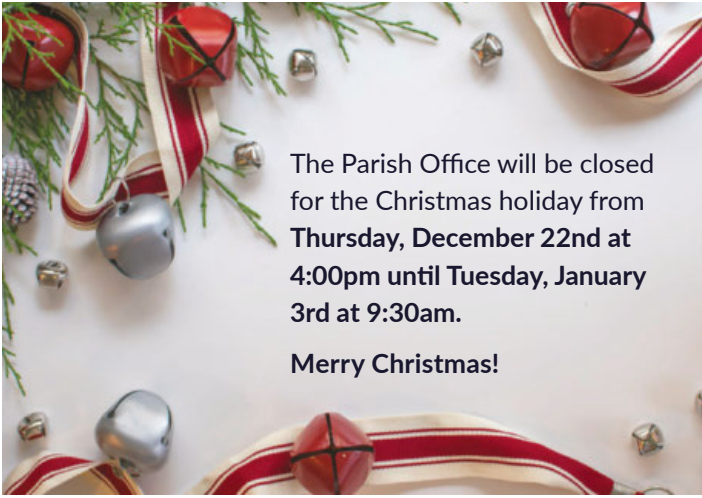 The Parish Office will be closed
for the Christmas holiday from
Thursday, December 22nd at
4:00pm until Tuesday, January
3rd at 9:30am.
Merry Christmas!